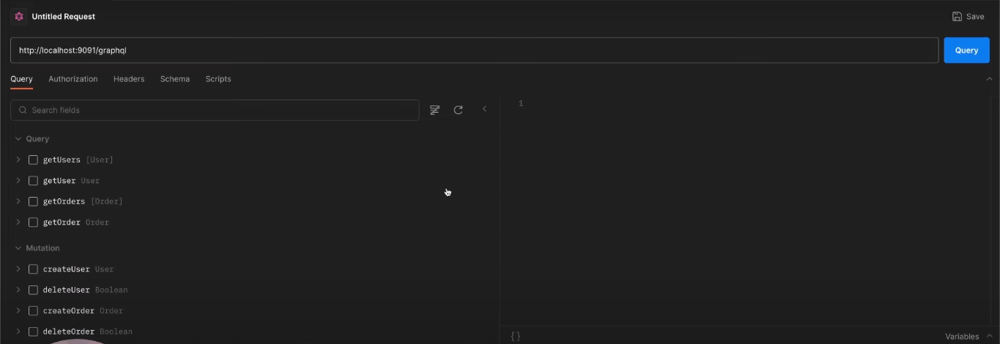 Untitled Request Save
http://localhost:9091/graphql Query
Query Authorization Headers Schema Scripts
Search fields
1
Query
getUsers [User]
getUser User
getOrders [Order]
getOrder Order
Mutation
createUser User
deleteUser Boolean
createOrder Order
deleteOrder Boolean
{} Variables